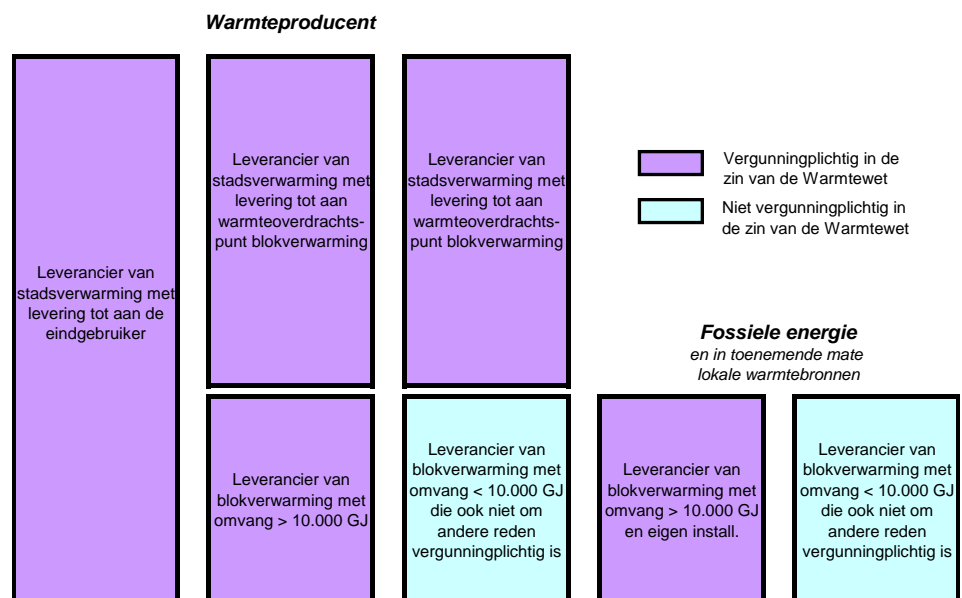 Warmteproducent
Leverancier van
stadsverwarming met
levering tot aan de
eindgebruiker
Leverancier van
stadsverwarming met
levering tot aan
warmteoverdrachts-
punt blokverwarming
Leverancier van
stadsverwarming met
levering tot aan
warmteoverdrachts-
punt blokverwarming
Vergunningplichtig in de
zin van de Warmtewet
Niet vergunningplichtig in
de zin van de Warmtewet
Fossiele energie
en in toenemende mate
lokale warmtebronnen
Leverancier van
blokverwarming met
omvang > 10.000 GJ
Leverancier van
blokverwarming met
omvang < 10.000 GJ
die ook niet om
andere reden
vergunningplichtig is
Leverancier van
blokverwarming met
omvang > 10.000 GJ
en eigen install.
Leverancier van
blokverwarming met
omvang < 10.000 GJ
die ook niet om
andere reden
vergunningplichtig is